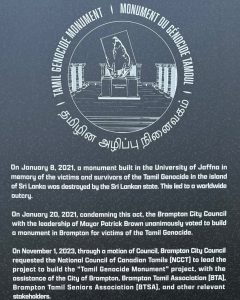 TAMIL GENOCIDE MONUMENT | MONUMENT DU GÉNOCIDE TAMOUL
தமிழின அழிப்பு நினைவகம்
On January 8, 2021, a monument built in the University of Jaffna in
memory of the victims and survivors of the Tamil Genocide in the island
of Sri Lanka was destroyed by the Sri Lankan state. This led to a worldwide
outcry.
On January 20, 2021, condemning this act, the Brampton City Council
with the leadership of Mayor Patrick Brown unanimously voted to build
a monument in Brampton for victims of the Tamil Genocide.
On November 1, 2023, through a motion of Council, Brampton City Council
requested the National Council of Canadian Tamils (NCCT) to lead the
project to build the "Tamil Genocide Monument" project, with the
assistance of the City of Brampton, Brampton Tamil Association (BTA),
Brampton Tamil Seniors Association (BTSA), and other relevant
stakeholders.